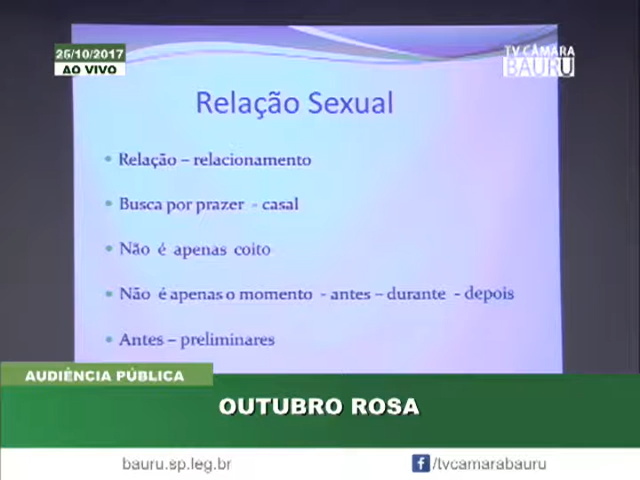 25/10/2017
AO VIVO
TV CÂMARA
BAURU
Relação Sexual
• Relação – relacionamento
• Busca por prazer - casal
• Não é apenas coito
• Não é apenas o momento - antes – durante - depois
• Antes – preliminares
AUDIÊNCIA PÚBLICA
OUTUBRO ROSA
bauru.sp.leg.br
/tvcamarabauru